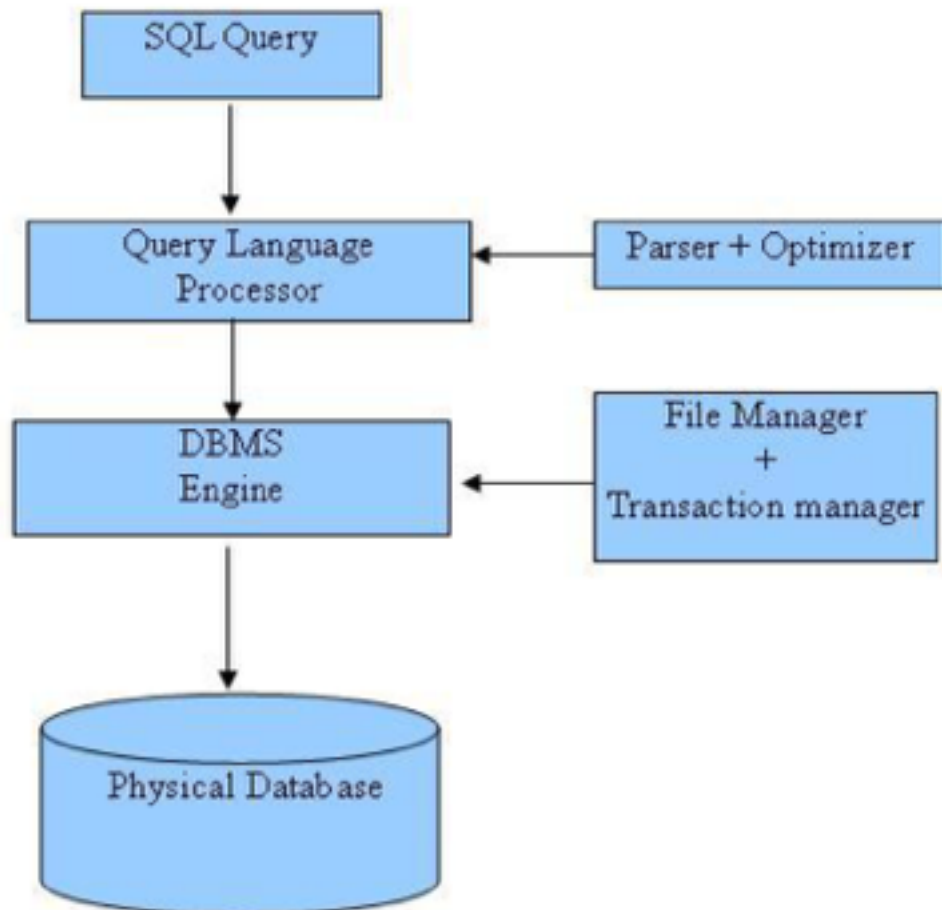 SQL Query
Query Language
Processor
Parser + Optimizer
DBMS
Engine
File Manager
+
Transaction manager
Physical Database